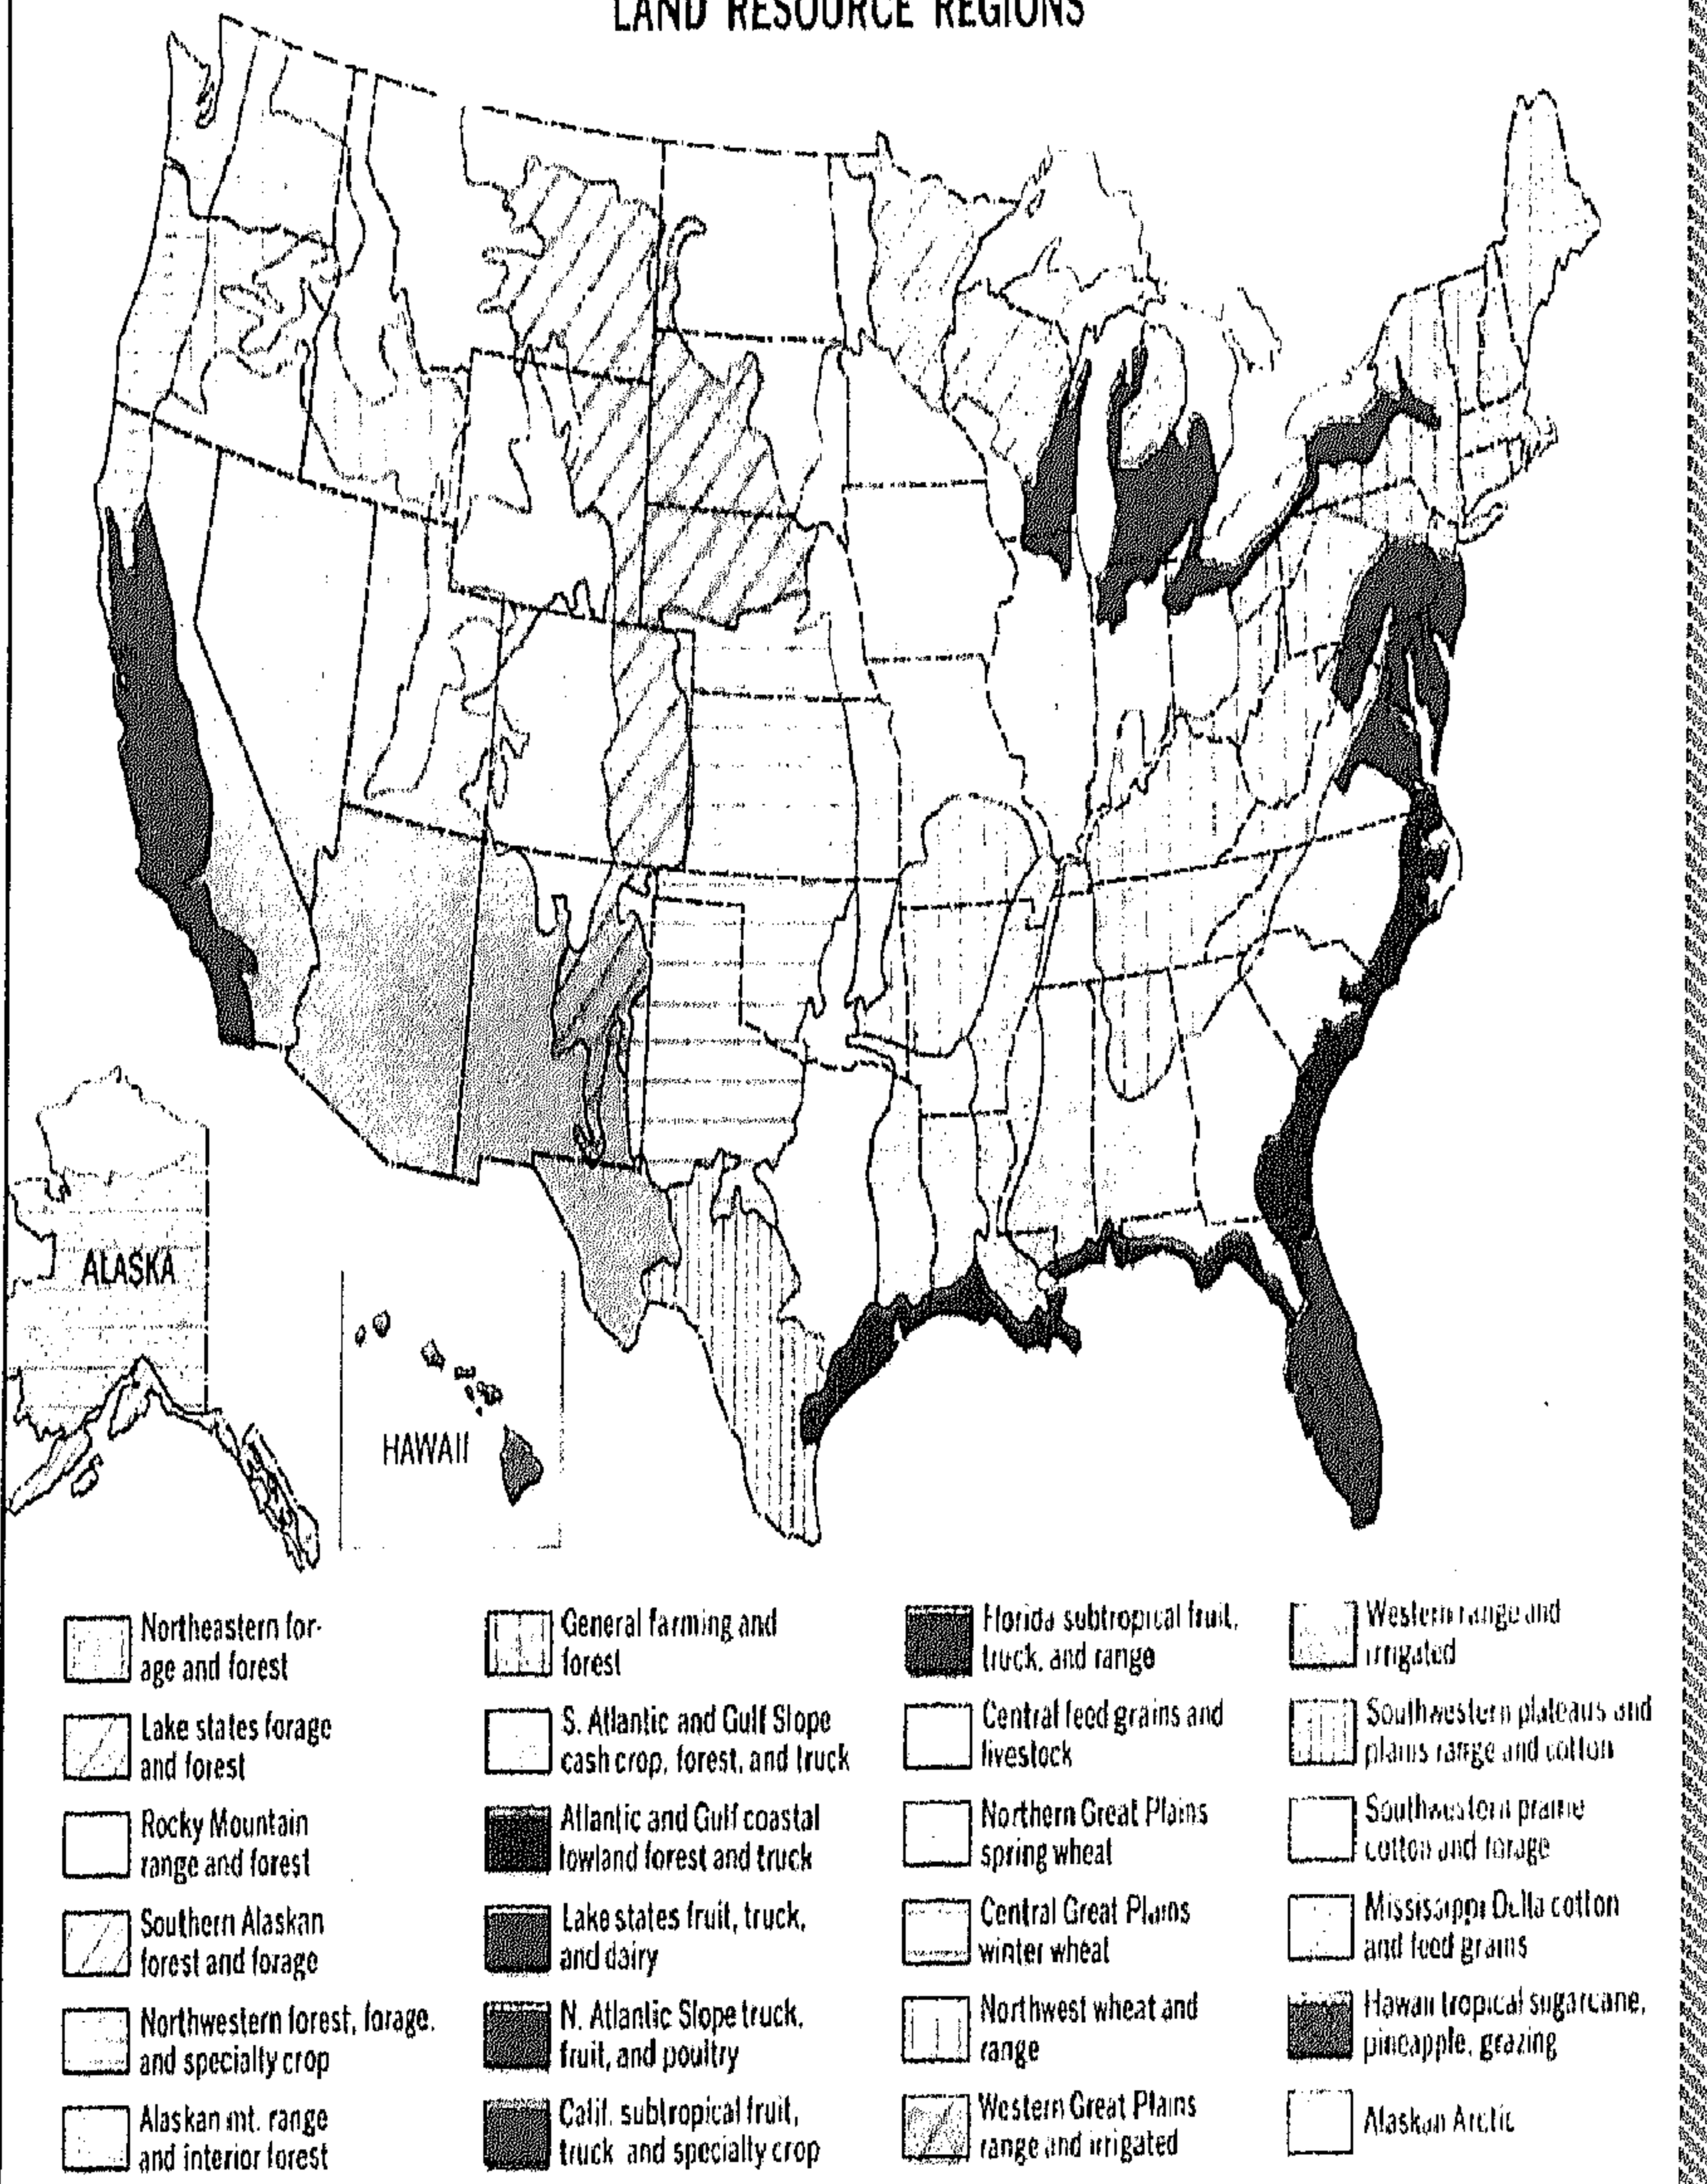 LAND RESOURCE REGIONS
ALASKA
HAWAII
Northeastern for-
age and forest
Lake states forage
and forest
Rocky Mountain
range and forest
Southern Alaskan
forest and forage
Northwestern forest, forage,
and specialty crop
Alaskan mt. range
and interior forest
General farming and
forest
S. Atlantic and Gulf Slope
cash crop, forest, and truck
Atlantic and Gulf coastal
lowland forest and truck
Lake states fruit, truck,
and dairy
N. Atlantic Slope truck,
fruit, and poultry
Calif. subtropical fruit,
truck and specialty crop
Florida subtropical fruit,
truck, and range
Central feed grains and
livestock
Northern Great Plains
spring wheat
Central Great Plains
winter wheat
Northwest wheat and
range
Western Great Plains
range and irrigated
Western range and
irrigated
Southwestern plateaus and
plains range and cotton
Southwestern prairie
cotton and forage
Mississippi Delta cotton
and feed grains
Hawaii tropical sugarcane,
pineapple, grazing
Alaskan Arctic